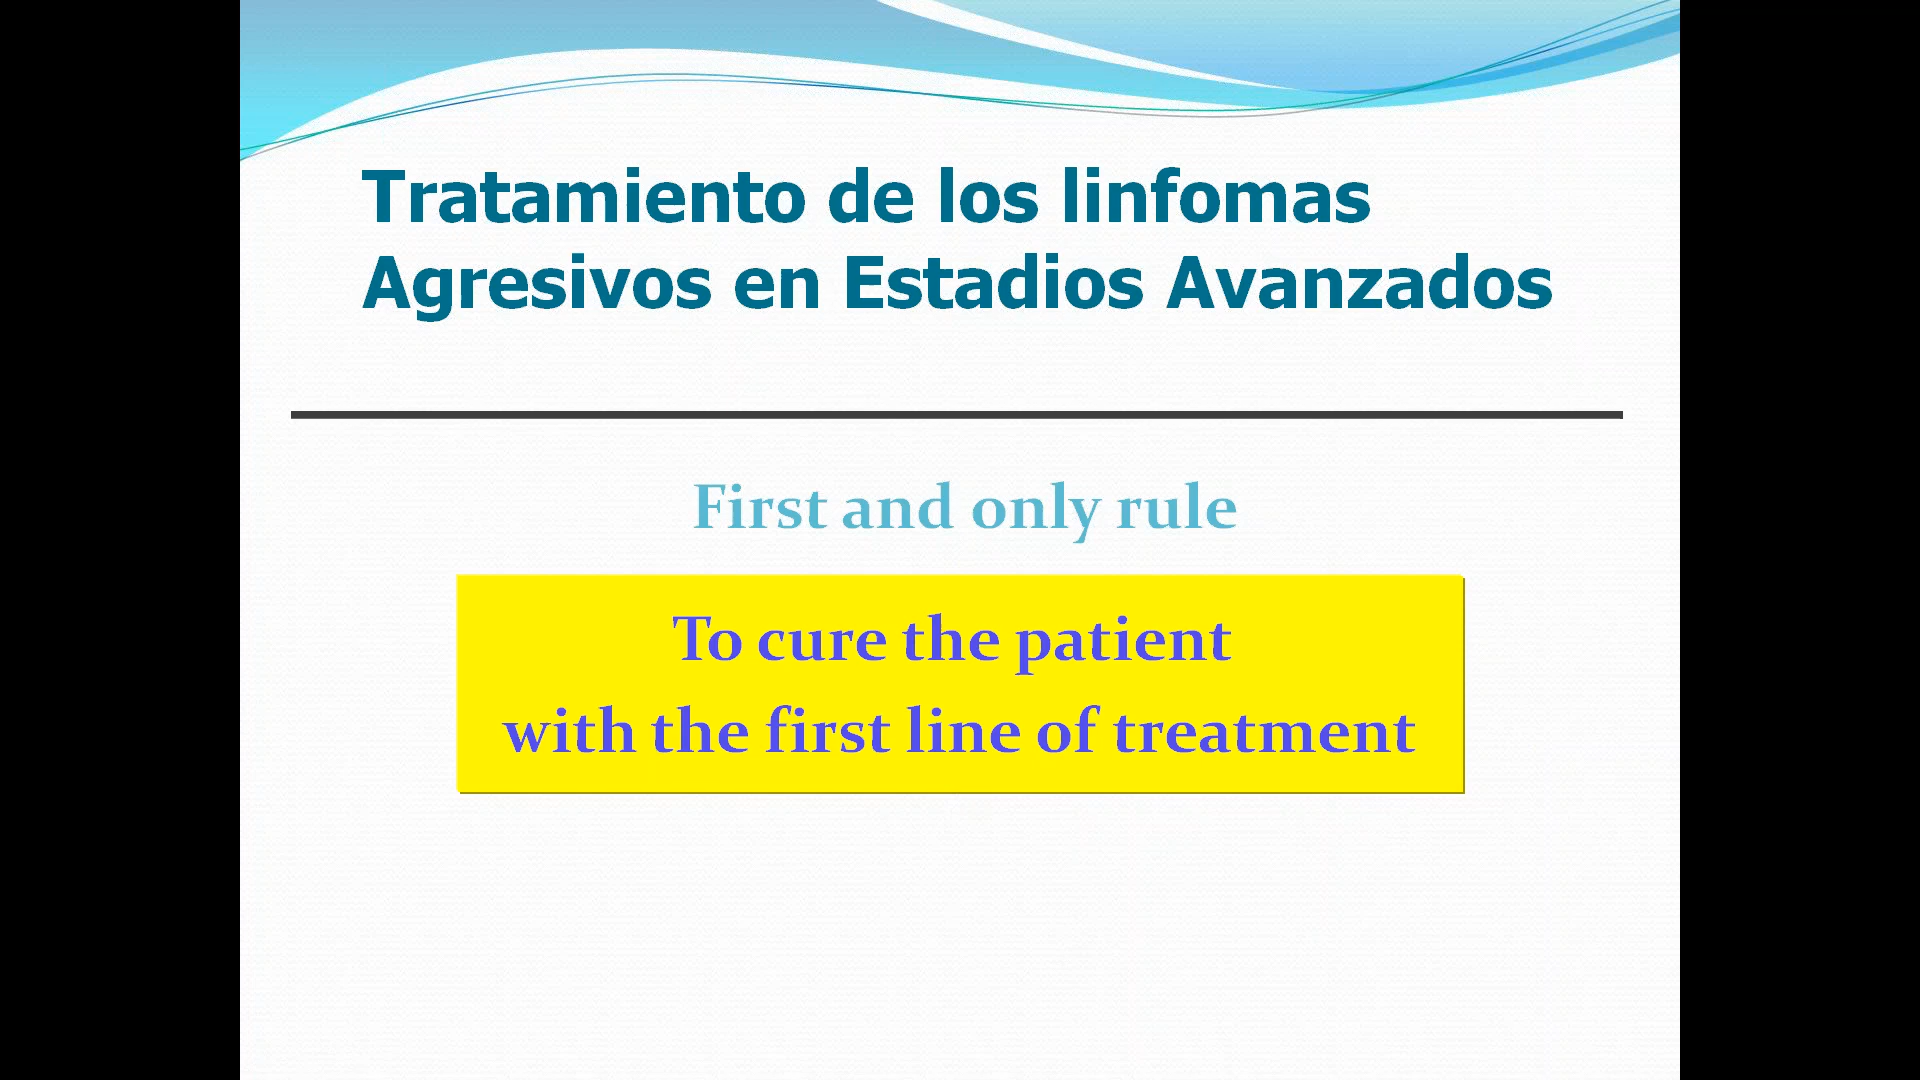 Tratamiento de los linfomas
Agresivos en Estadios Avanzados
First and only rule
To cure the patient
with the first line of treatment